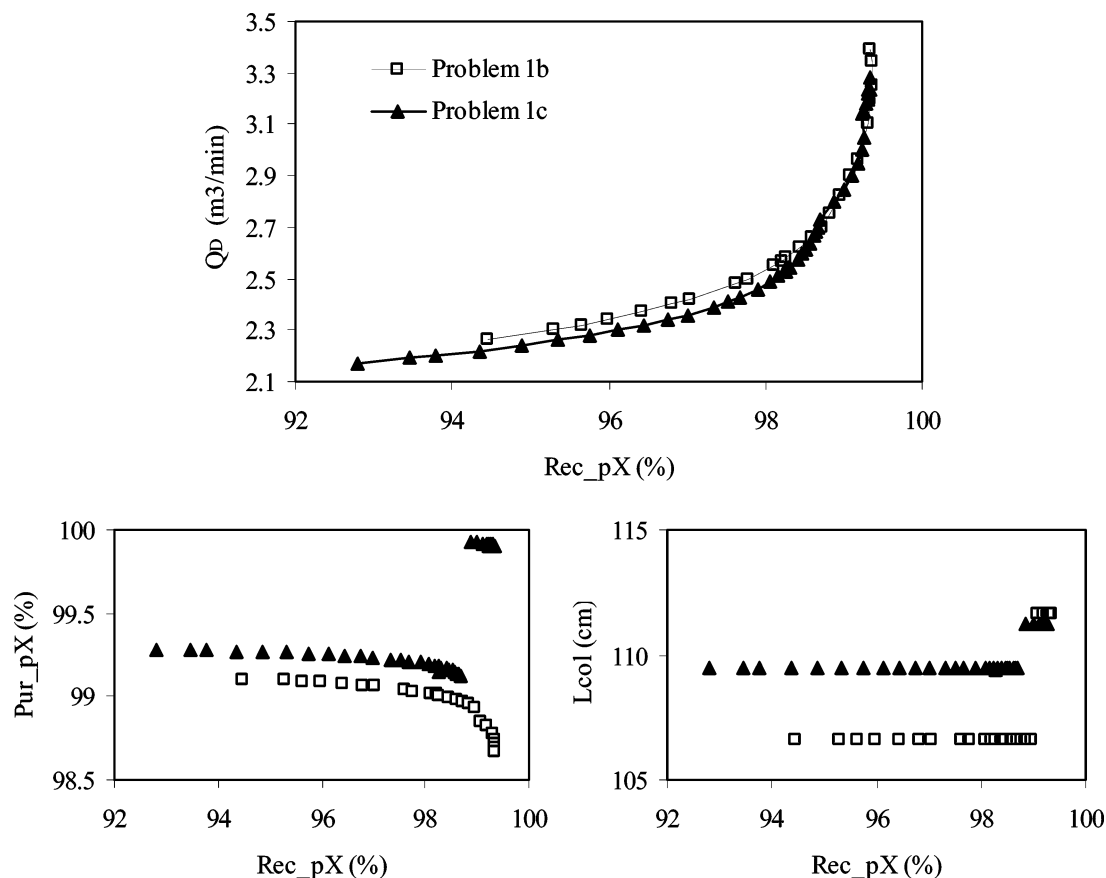 3.5
3.3
3.1
2.9
2.7
2.5
2.3
2.1
QD (m3/min)
Problem 1b
Problem 1c
92 94 96 98 100
Rec_pX (%)
100
99.5
99
98.5
Pur_pX (%)
92 94 96 98 100
Rec_pX (%)
115
110
105
Lcol (cm)
92 94 96 98 100
Rec_pX (%)